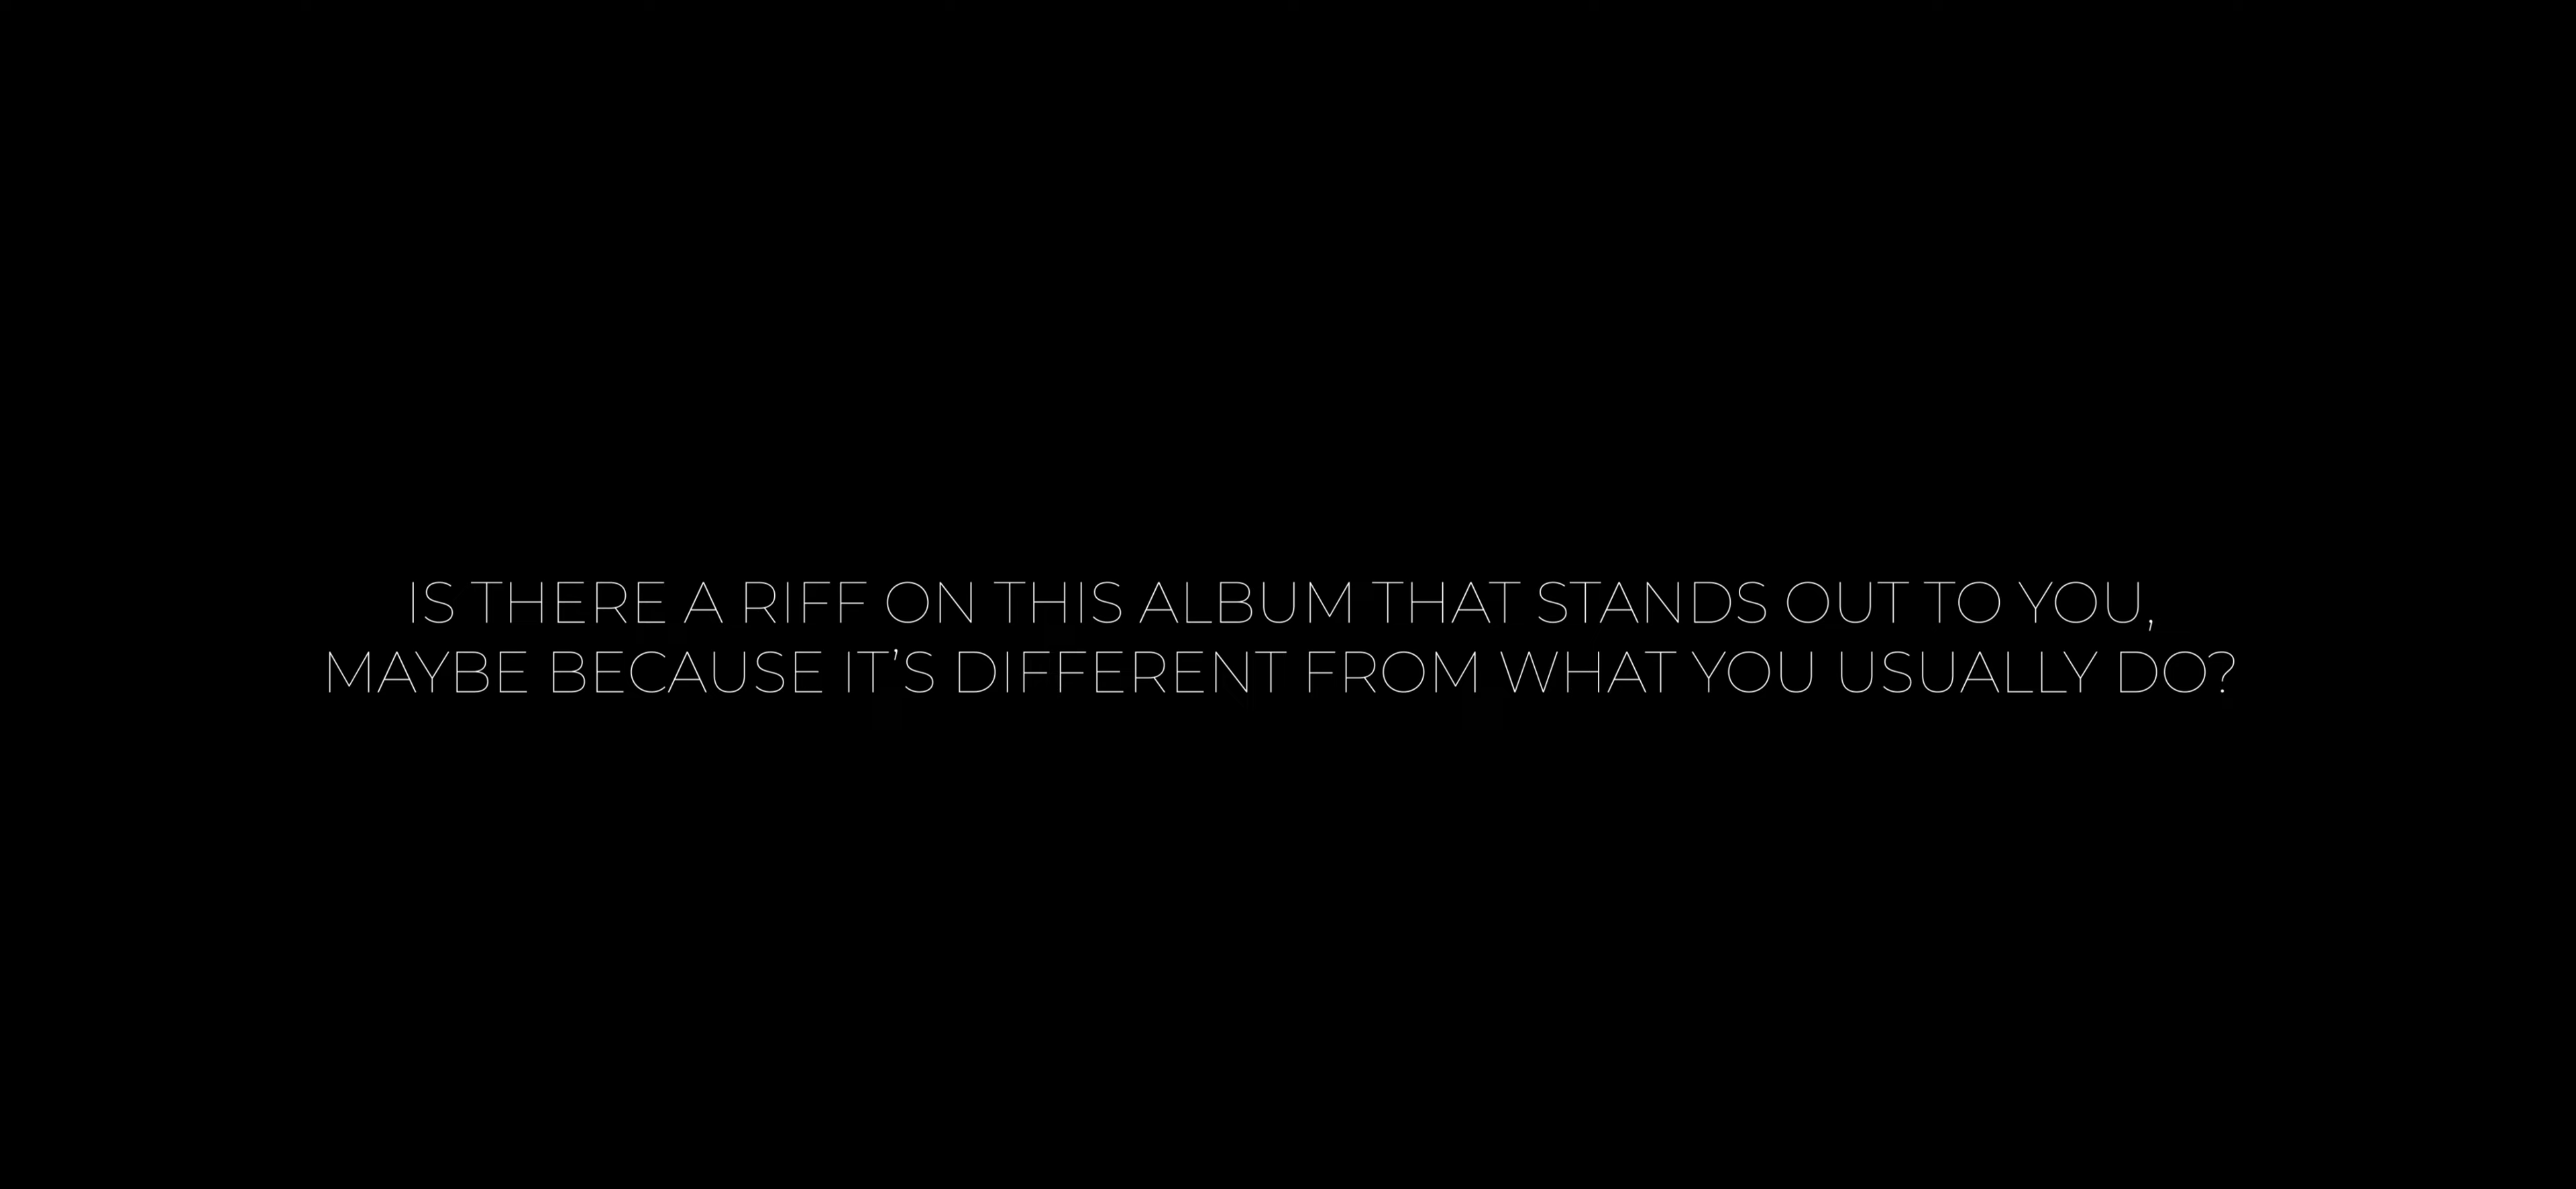 IS THERE A RIFF ON THIS ALBUM THAT STANDS OUT TO YOU,
MAYBE BECAUSE IT’S DIFFERENT FROM WHAT YOU USUALLY DO?